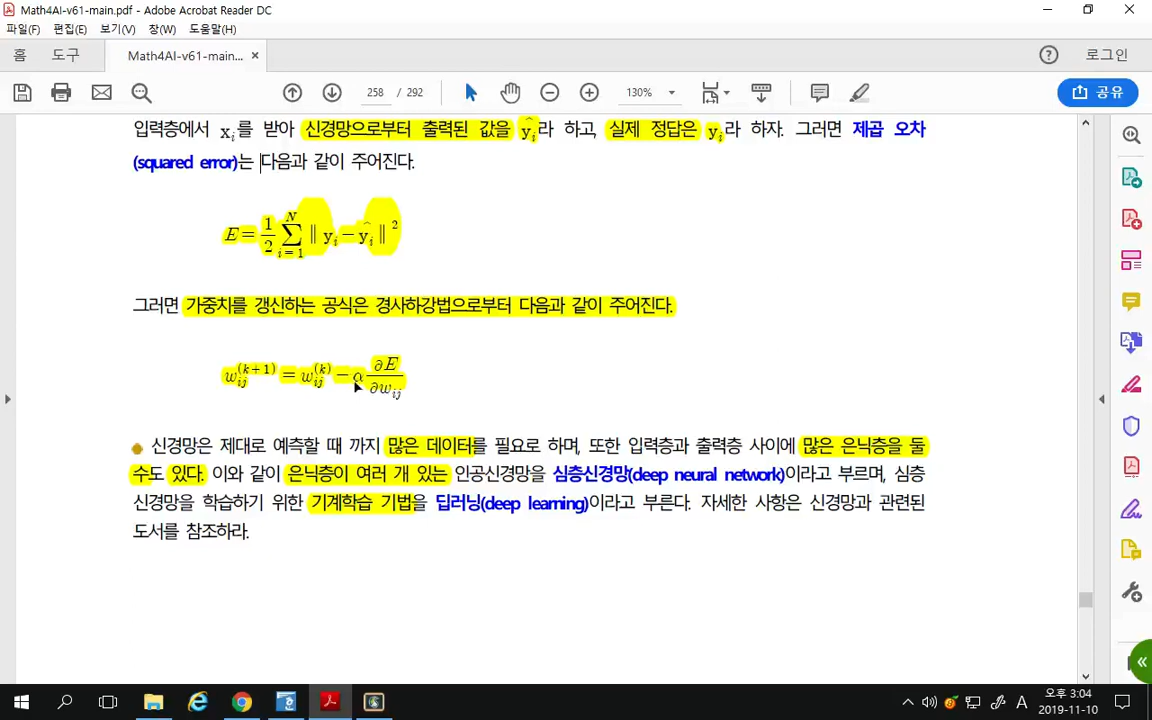 Math4AI-v61-main.pdf - Adobe Acrobat Reader DC
파일(F) 편집(E) 보기(V) 창(W) 도움말(H)
홈 도구 Math4AI-v61-main... × ? 로그인
258 / 292 130% 공유
입력층에서 x_i를 받아 신경망으로부터 출력된 값을 ŷ_i라 하고, 실제 정답은 y_i라 하자. 그러면 제곱 오차
(squared error)는 다음과 같이 주어진다.
E = 1/2 ∑_{i=1}^{N} ‖ y_i − ŷ_i ‖²
그러면 가중치를 갱신하는 공식은 경사하강법으로부터 다음과 같이 주어진다.
w_{ij}^{(k+1)} = w_{ij}^{(k)} − α ∂E/∂w_{ij}
신경망은 제대로 예측할 때 까지 많은 데이터를 필요로 하며, 또한 입력층과 출력층 사이에 많은 은닉층을 둘
수도 있다. 이와 같이 은닉층이 여러 개 있는 인공신경망을 심층신경망(deep neural network)이라고 부르며, 심층
신경망을 학습하기 위한 기계학습 기법을 딥러닝(deep learning)이라고 부른다. 자세한 사항은 신경망과 관련된
도서를 참조하라.
A 오후 3:04
2019-11-10